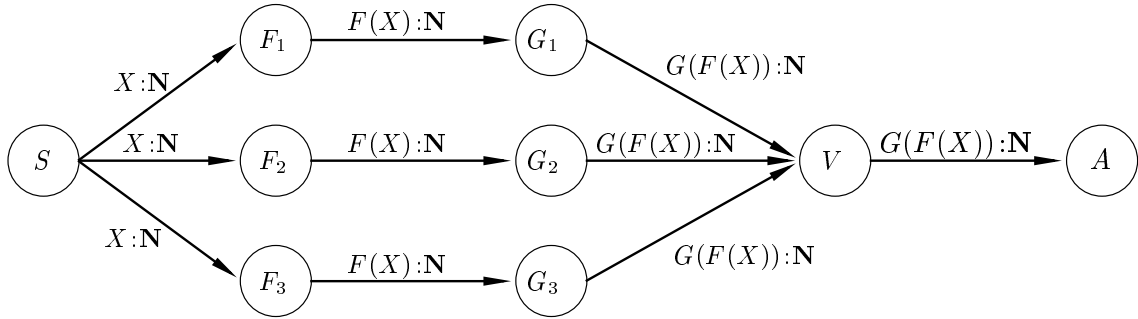 F₁
F(X):N
G₁
G(F(X)):N
X:N
S
X:N
F₂
F(X):N
G₂
G(F(X)):N
V
G(F(X)):N
A
X:N
G(F(X)):N
F₃
F(X):N
G₃